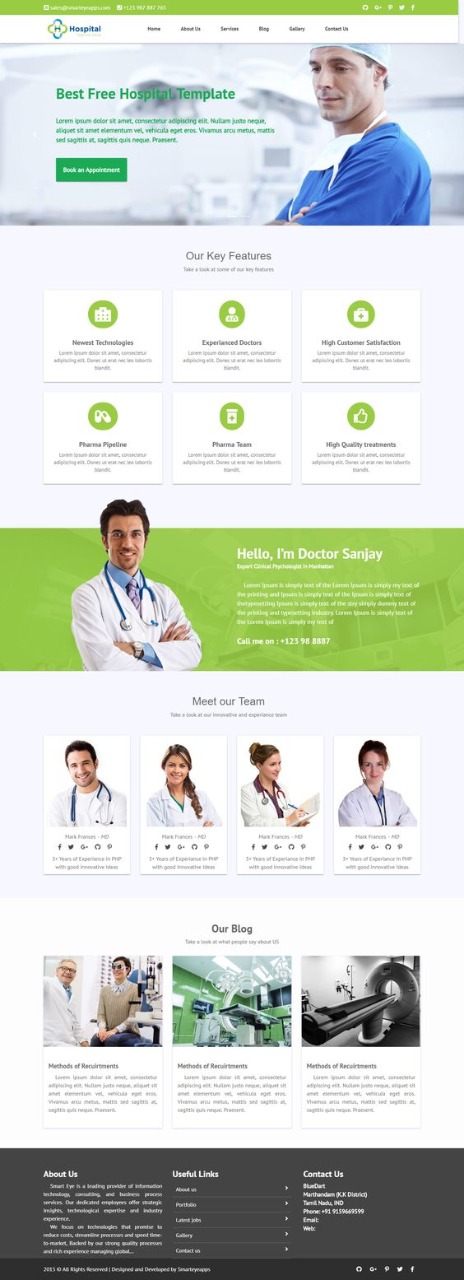 sales@smarteyeapps.com +123 987 887 765
Hospital
Home About Us Services Blog Gallery Contact Us
Best Free Hospital Template
Lorem ipsum dolor sit amet, consectetur adipiscing elit. Nullam justo neque,
aliquet sit amet elementum vel, vehicula eget eros. Vivamus arcu metus, mattis
sed sagittis at, sagittis quis neque. Praesent.
Book an Appointment
Our Key Features
Take a look at some of our key features
Newest Technologies
Lorem ipsum dolor sit amet, consectetur
adipiscing elit. Donec ut erat nec leo lobortis
blandit.
Experienced Doctors
Lorem ipsum dolor sit amet, consectetur
adipiscing elit. Donec ut erat nec leo lobortis
blandit.
High Customer Satisfaction
Lorem ipsum dolor sit amet, consectetur
adipiscing elit. Donec ut erat nec leo lobortis
blandit.
Pharma Pipeline
Lorem ipsum dolor sit amet, consectetur
adipiscing elit. Donec ut erat nec leo lobortis
blandit.
Pharma Team
Lorem ipsum dolor sit amet, consectetur
adipiscing elit. Donec ut erat nec leo lobortis
blandit.
High Quality treatments
Lorem ipsum dolor sit amet, consectetur
adipiscing elit. Donec ut erat nec leo lobortis
blandit.
Hello, I'm Doctor Sanjay
Expert Clinical Psychologist in Manhattan
Lorem Ipsum is simply text of the Lorem Ipsum is simply my text of
the printing and Ipsum is simply text of the Ipsum is simply text of
thetypesetting Ipsum is simply text of the day simply dummy text of
the printing and typesetting industry. Lorem Ipsum is simply text of
the Lorem Ipsum is simply my text of
Call me on : +123 98 8887
Meet our Team
Take a look at our innovative and experience team
Mark Frances - MD
3+ Years of Experience in PHP
with good Innovative Ideas
Mark Frances - MD
3+ Years of Experience in PHP
with good Innovative Ideas
Mark Frances - MD
3+ Years of Experience in PHP
with good Innovative Ideas
Mark Frances - MD
3+ Years of Experience in PHP
with good Innovative Ideas
Our Blog
Take a look at what people say about US
Methods of Recuirtments
Lorem ipsum dolor sit amet, consectetur
adipiscing elit. Nullam justo neque, aliquet sit
amet elementum vel, vehicula eget eros.
Vivamus arcu metus, mattis sed sagittis at,
sagittis quis neque. Praesent.
Methods of Recuirtments
Lorem ipsum dolor sit amet, consectetur
adipiscing elit. Nullam justo neque, aliquet sit
amet elementum vel, vehicula eget eros.
Vivamus arcu metus, mattis sed sagittis at,
sagittis quis neque. Praesent.
Methods of Recuirtments
Lorem ipsum dolor sit amet, consectetur
adipiscing elit. Nullam justo neque, aliquet sit
amet elementum vel, vehicula eget eros.
Vivamus arcu metus, mattis sed sagittis at,
sagittis quis neque. Praesent.
About Us
Smart Eye is a leading provider of information
technology, consulting, and business process
services. Our dedicated employees offer strategic
insights, technological expertise and industry
experience.
We focus on technologies that promise to
reduce costs, streamline processes and speed time-
to-market, Backed by our strong quality processes
and rich experience managing global...
Useful Links
About us
Portfolio
Latest jobs
Gallery
Contact us
Contact Us
BlueDart
Marthandam (K.K District)
Tamil Nadu, IND
Phone: +91 9159669599
Email:
Web:
2015 © All Rights Reserved | Designed and Developed by Smarteyeapps